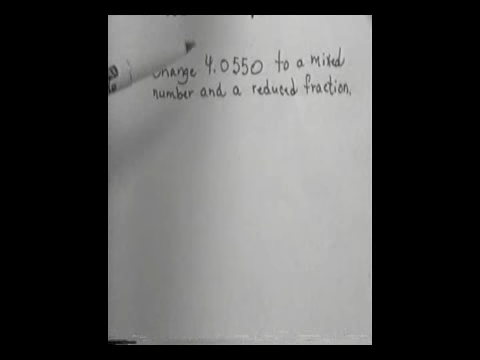 Change 4.0550 to a mixed
number and a reduced fraction.